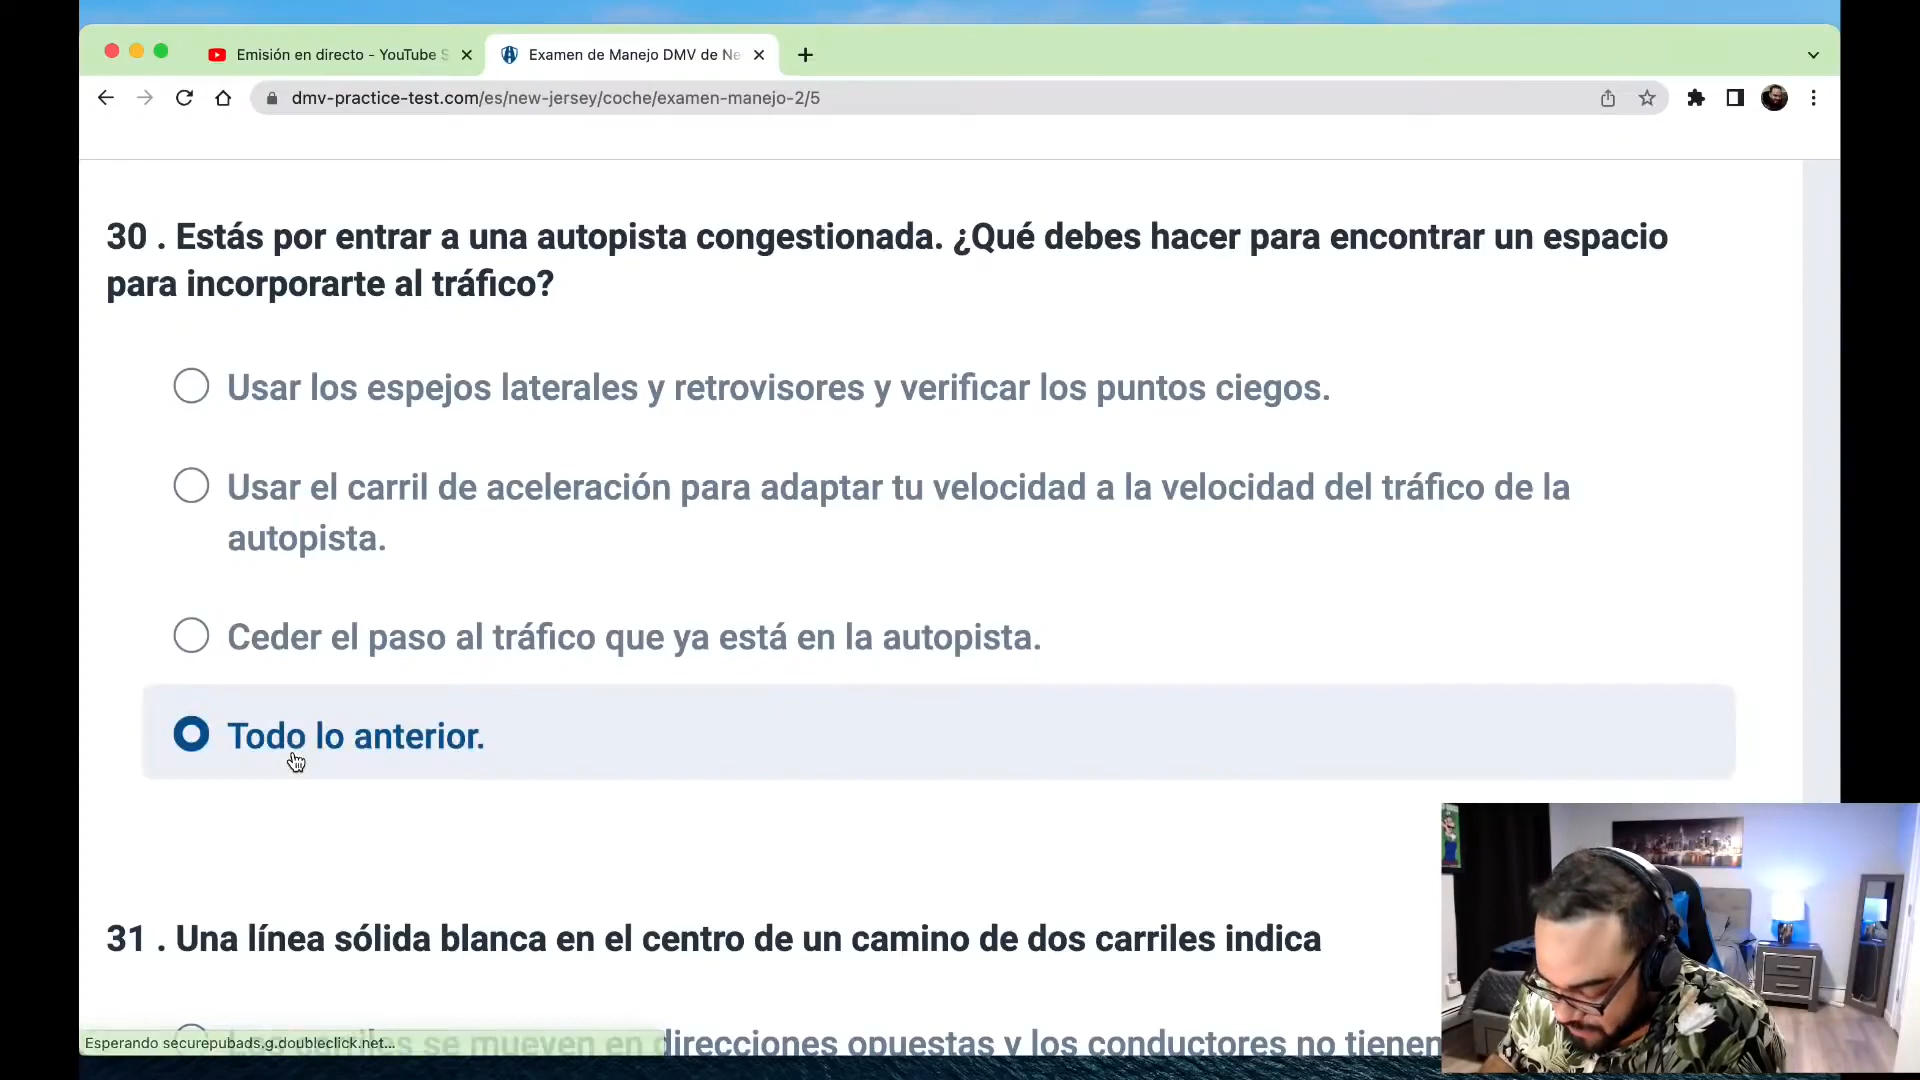 Emisión en directo - YouTube S
Examen de Manejo DMV de Ne
dmv-practice-test.com/es/new-jersey/coche/examen-manejo-2/5
30 . Estás por entrar a una autopista congestionada. ¿Qué debes hacer para encontrar un espacio
para incorporarte al tráfico?
Usar los espejos laterales y retrovisores y verificar los puntos ciegos.
Usar el carril de aceleración para adaptar tu velocidad a la velocidad del tráfico de la
autopista.
Ceder el paso al tráfico que ya está en la autopista.
Todo lo anterior.
31 . Una línea sólida blanca en el centro de un camino de dos carriles indica
se mueven en direcciones opuestas y los conductores no tienen
Esperando securepubads.g.doubleclick.net...